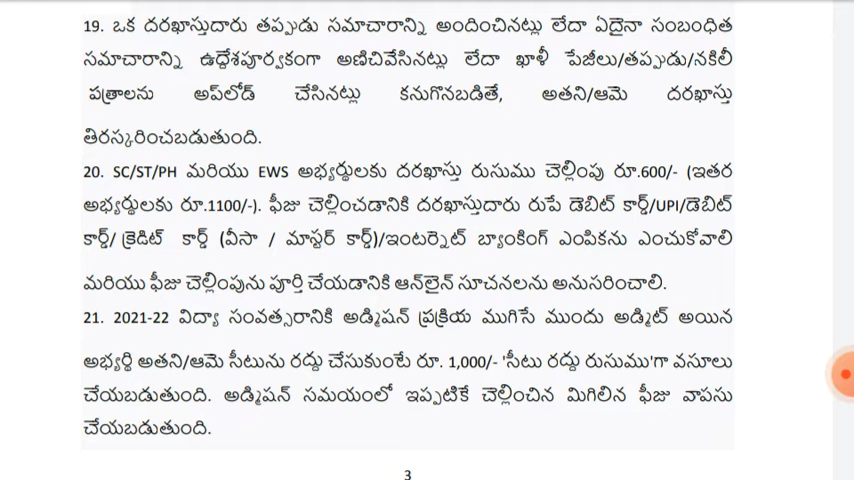 19. ఒక దరఖాస్తుదారు తప్పుడు సమాచారాన్ని అందించినట్లు లేదా ఏదైనా సంబంధిత
సమాచారాన్ని ఉద్దేశపూర్వకంగా అణిచివేసినట్లు లేదా ఖాళీ పేజీలు/తప్పుడు/నకిలీ
పత్రాలను అప్‌లోడ్ చేసినట్లు కనుగొనబడితే, అతని/ఆమె దరఖాస్తు
తిరస్కరించబడుతుంది.
20. SC/ST/PH మరియు EWS అభ్యర్థులకు దరఖాస్తు రుసుము చెల్లింపు రూ.600/- (ఇతర
అభ్యర్థులకు రూ.1100/-). ఫీజు చెల్లించడానికి దరఖాస్తుదారు రుపే డెబిట్ కార్డ్/UPI/డెబిట్
కార్డ్/ క్రెడిట్ కార్డ్ (వీసా / మాస్టర్ కార్డ్)/ఇంటర్నెట్ బ్యాంకింగ్ ఎంపికను ఎంచుకోవాలి
మరియు ఫీజు చెల్లింపును పూర్తి చేయడానికి ఆన్‌లైన్ సూచనలను అనుసరించాలి.
21. 2021-22 విద్యా సంవత్సరానికి అడ్మిషన్ ప్రక్రియ ముగిసే ముందు అడ్మిట్ అయిన
అభ్యర్థి అతని/ఆమె సీటును రద్దు చేసుకుంటే రూ. 1,000/- 'సీటు రద్దు రుసుము'గా వసూలు
చేయబడుతుంది. అడ్మిషన్ సమయంలో ఇప్పటికే చెల్లించిన మిగిలిన ఫీజు వాపసు
చేయబడుతుంది.
3